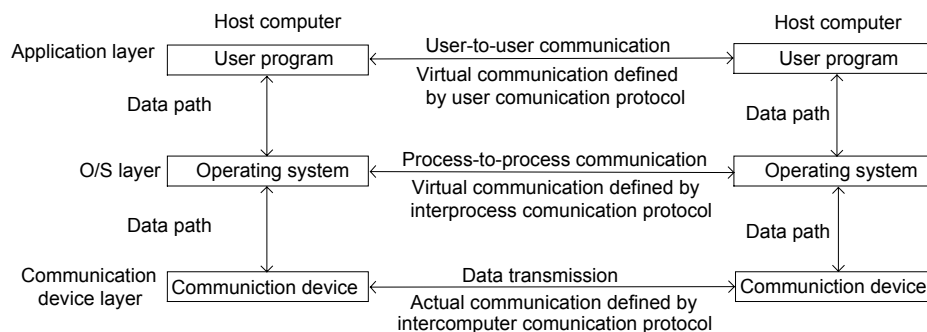 Host computer
Host computer
Application layer
User program
User-to-user communication
User program
Virtual communication defined
by user comunication protocol
Data path
Data path
O/S layer
Operating system
Process-to-process communication
Operating system
Virtual communication defined by
interprocess comunication protocol
Data path
Data path
Communication
device layer
Communiction device
Data transmission
Communiction device
Actual communication defined by
intercomputer comunication protocol